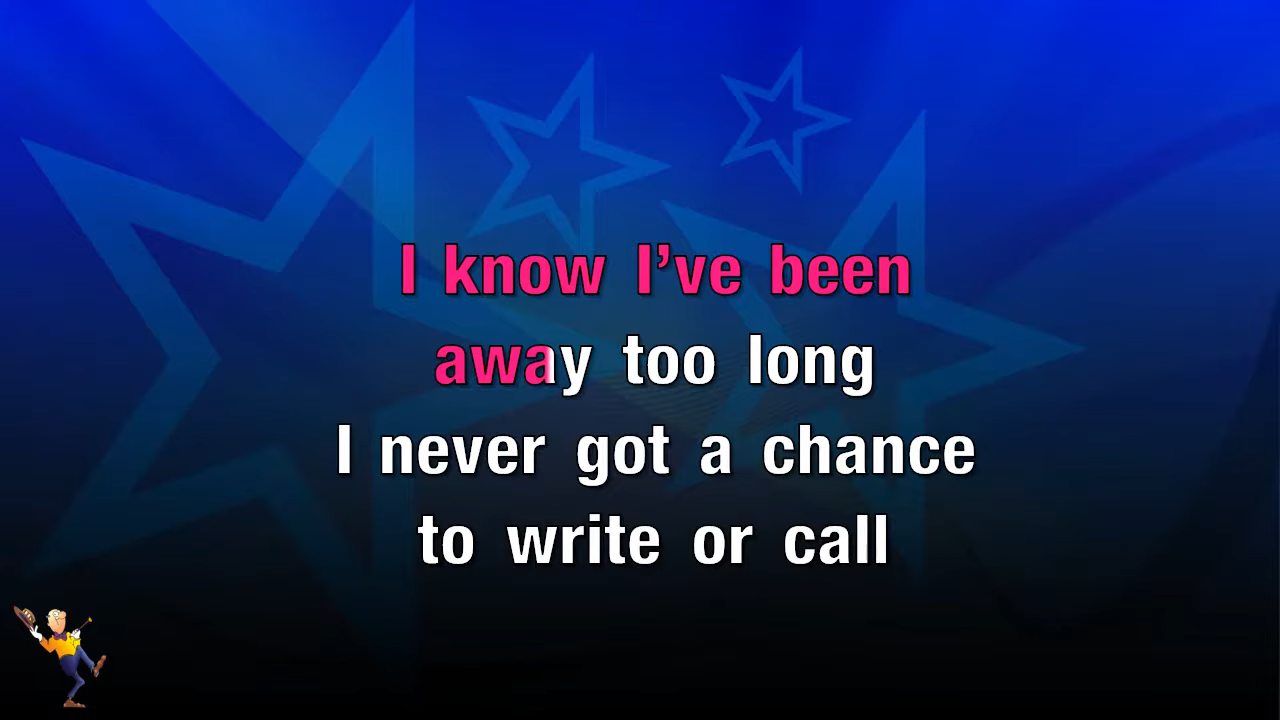 I know I’ve been
away too long
I never got a chance
to write or call